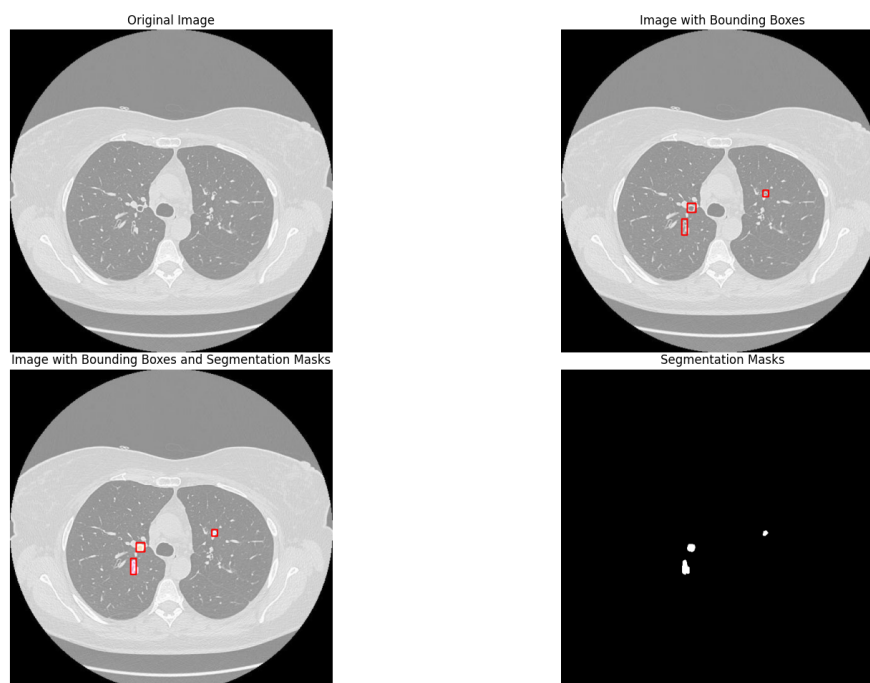 Original Image
Image with Bounding Boxes
Image with Bounding Boxes and Segmentation Masks
Segmentation Masks